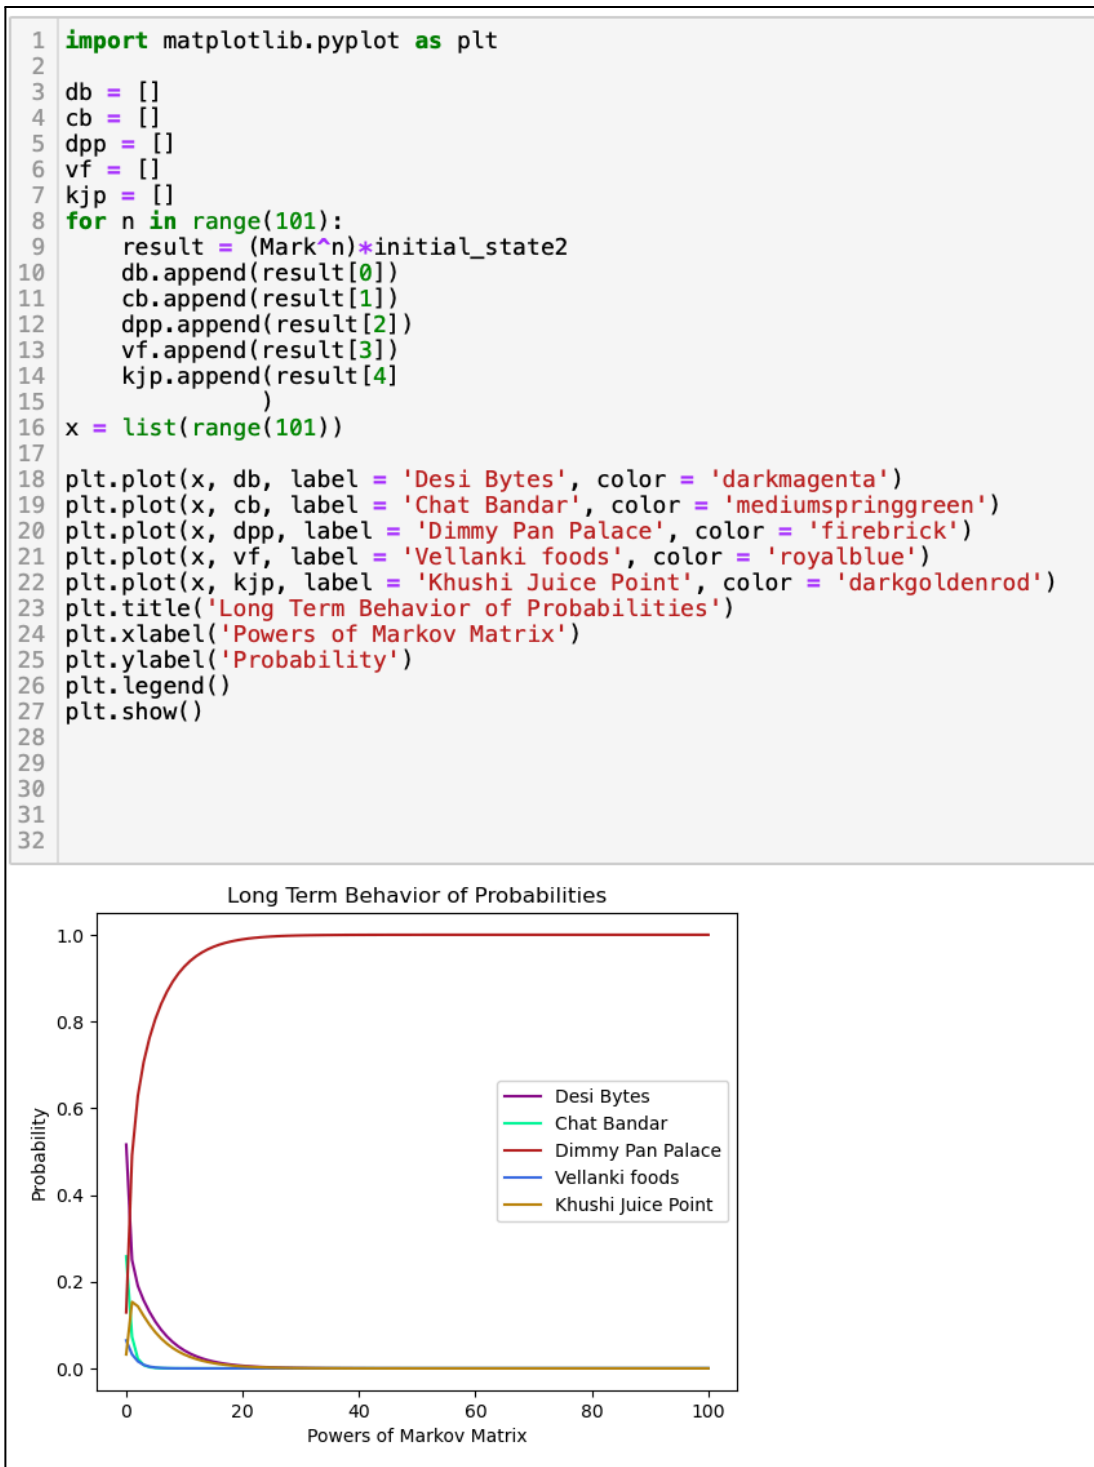 1 import matplotlib.pyplot as plt
2
3 db = []
4 cb = []
5 dpp = []
6 vf = []
7 kjp = []
8 for n in range(101):
9     result = (Mark^n)*initial_state2
10     db.append(result[0])
11     cb.append(result[1])
12     dpp.append(result[2])
13     vf.append(result[3])
14     kjp.append(result[4]
15               )
16 x = list(range(101))
17
18 plt.plot(x, db, label = 'Desi Bytes', color = 'darkmagenta')
19 plt.plot(x, cb, label = 'Chat Bandar', color = 'mediumspringgreen')
20 plt.plot(x, dpp, label = 'Dimmy Pan Palace', color = 'firebrick')
21 plt.plot(x, vf, label = 'Vellanki foods', color = 'royalblue')
22 plt.plot(x, kjp, label = 'Khushi Juice Point', color = 'darkgoldenrod')
23 plt.title('Long Term Behavior of Probabilities')
24 plt.xlabel('Powers of Markov Matrix')
25 plt.ylabel('Probability')
26 plt.legend()
27 plt.show()
28
29
30
31
32
Long Term Behavior of Probabilities
1.0
0.8
0.6
0.4
0.2
0.0
Probability
Desi Bytes
Chat Bandar
Dimmy Pan Palace
Vellanki foods
Khushi Juice Point
0 20 40 60 80 100
Powers of Markov Matrix